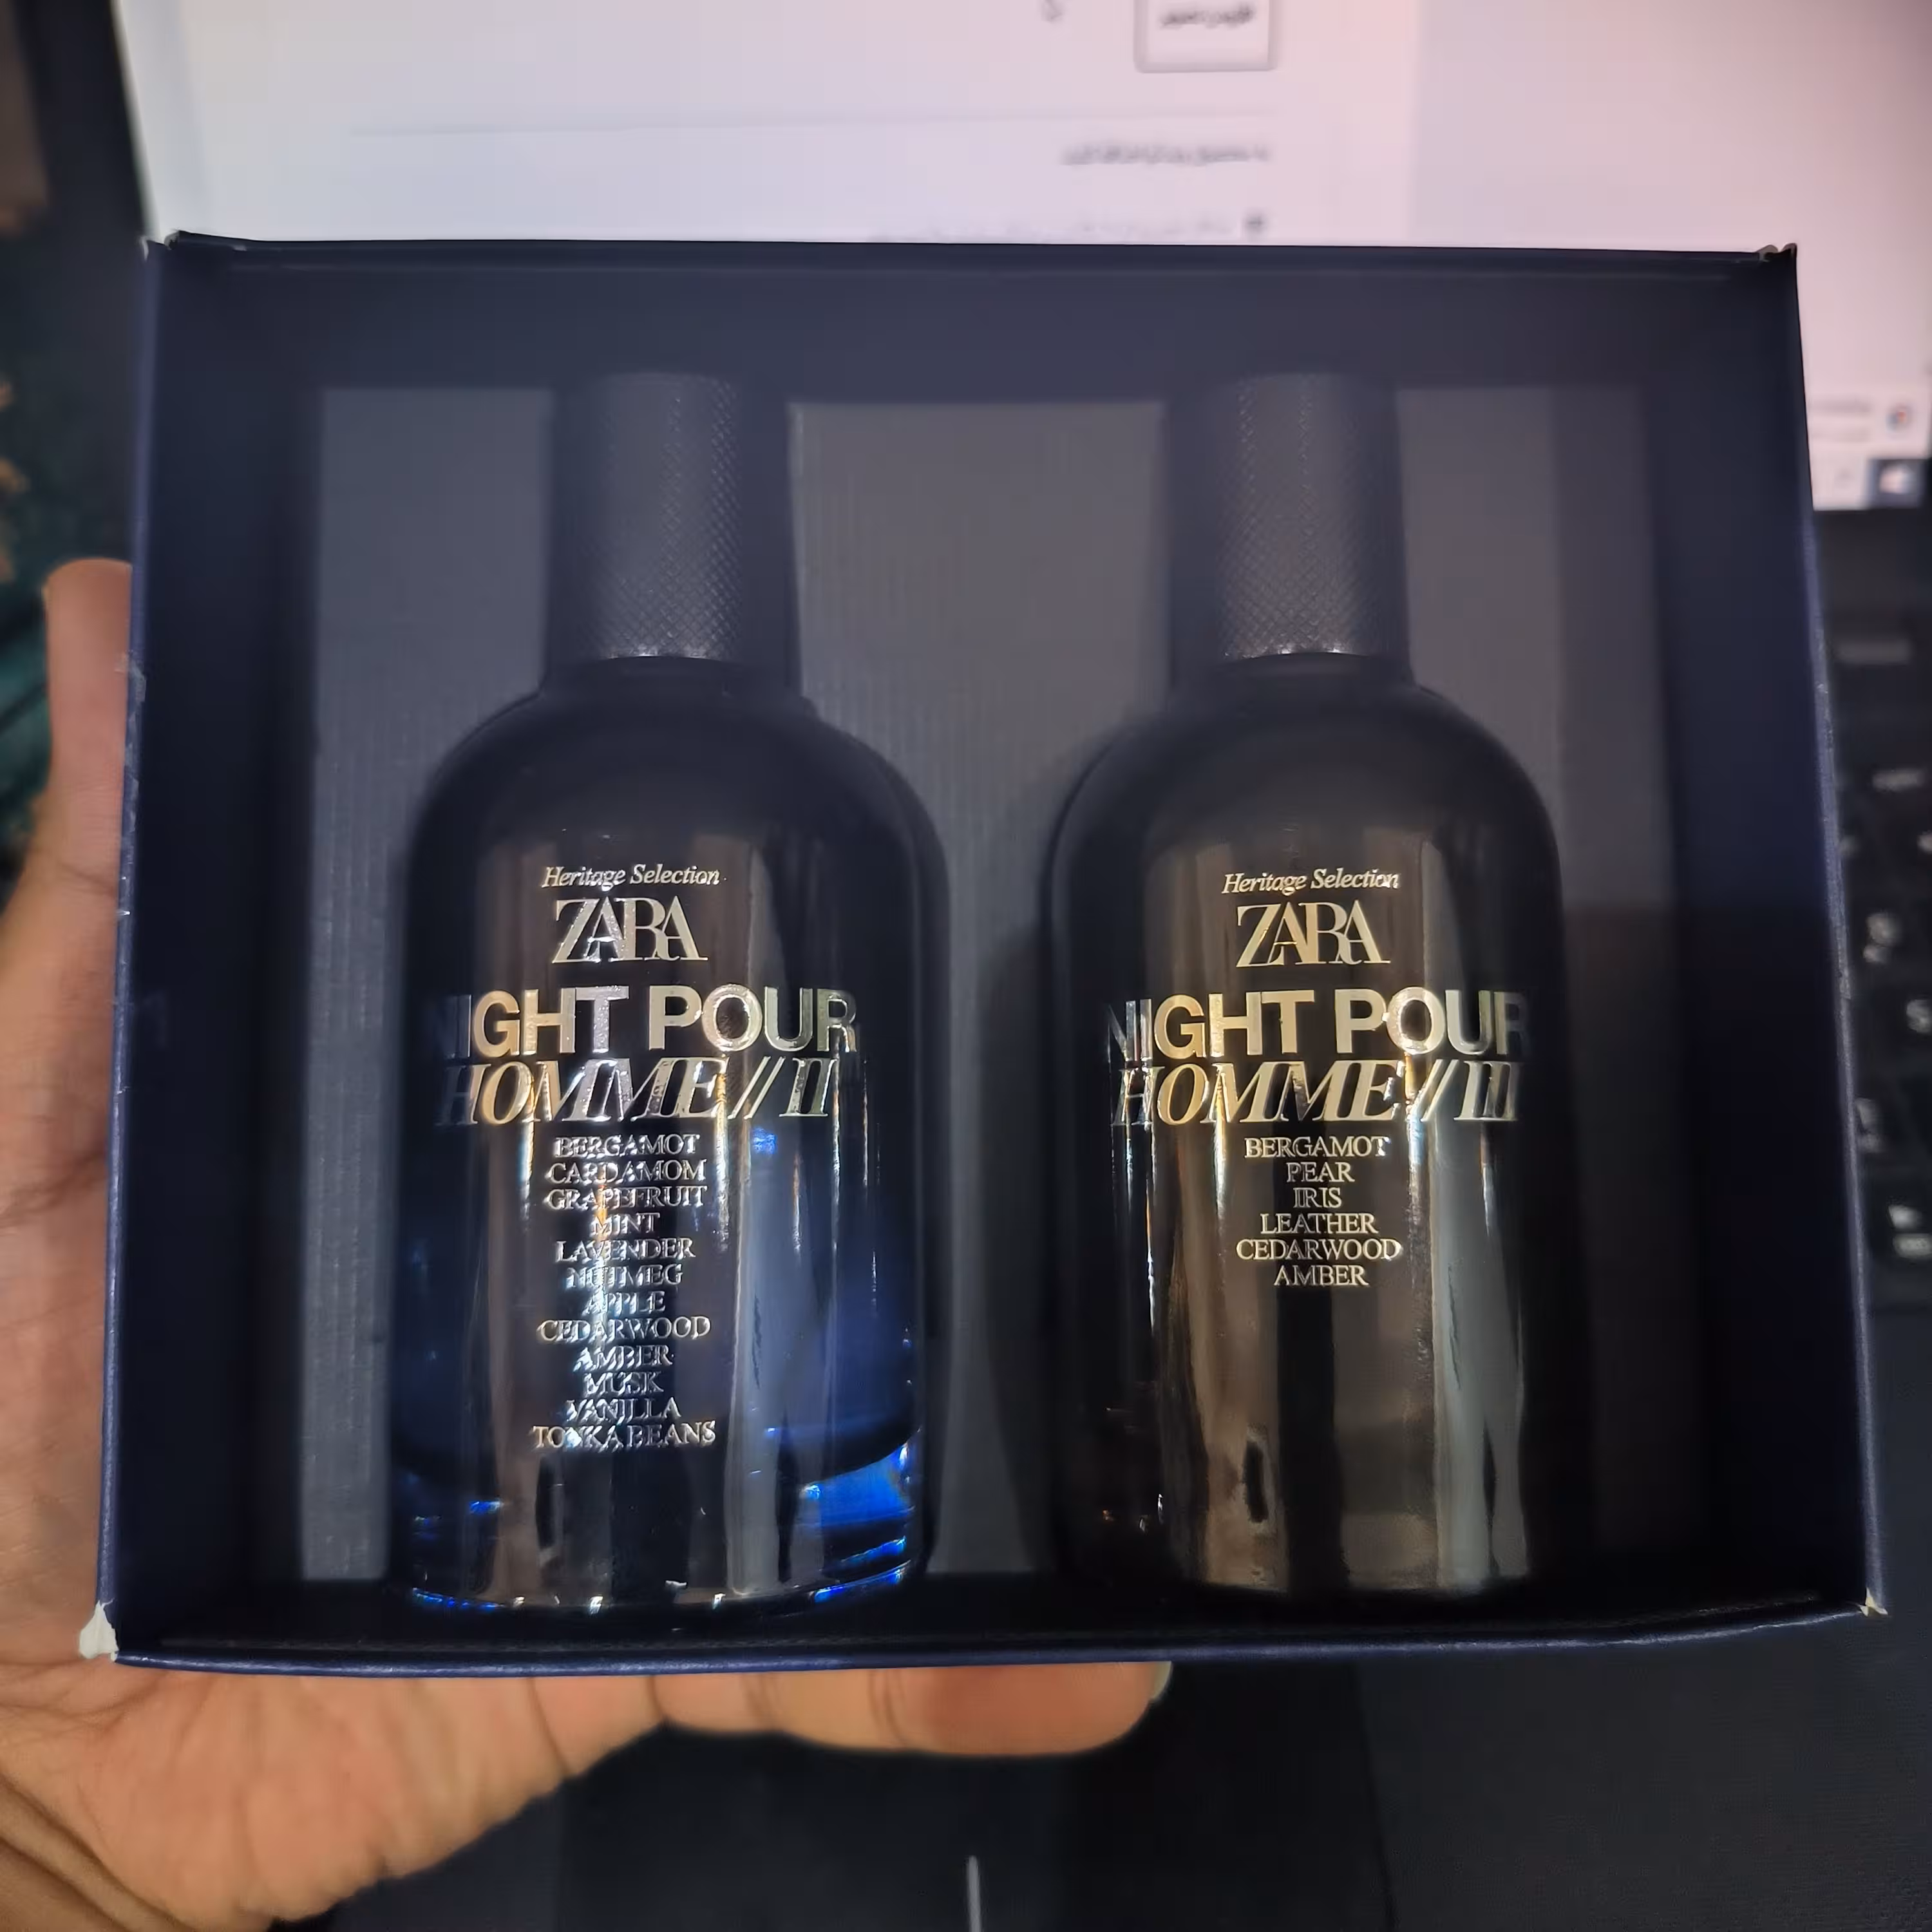 Heritage Selection
ZARA
NIGHT POUR
HOMME // II
BERGAMOT
CARDAMOM
GRAPEFRUIT
MINT
LAVENDER
NUTMEG
APPLE
CEDARWOOD
AMBER
MUSK
VANILLA
TONKA BEANS
Heritage Selection
ZARA
NIGHT POUR
HOMME // III
BERGAMOT
PEAR
IRIS
LEATHER
CEDARWOOD
AMBER